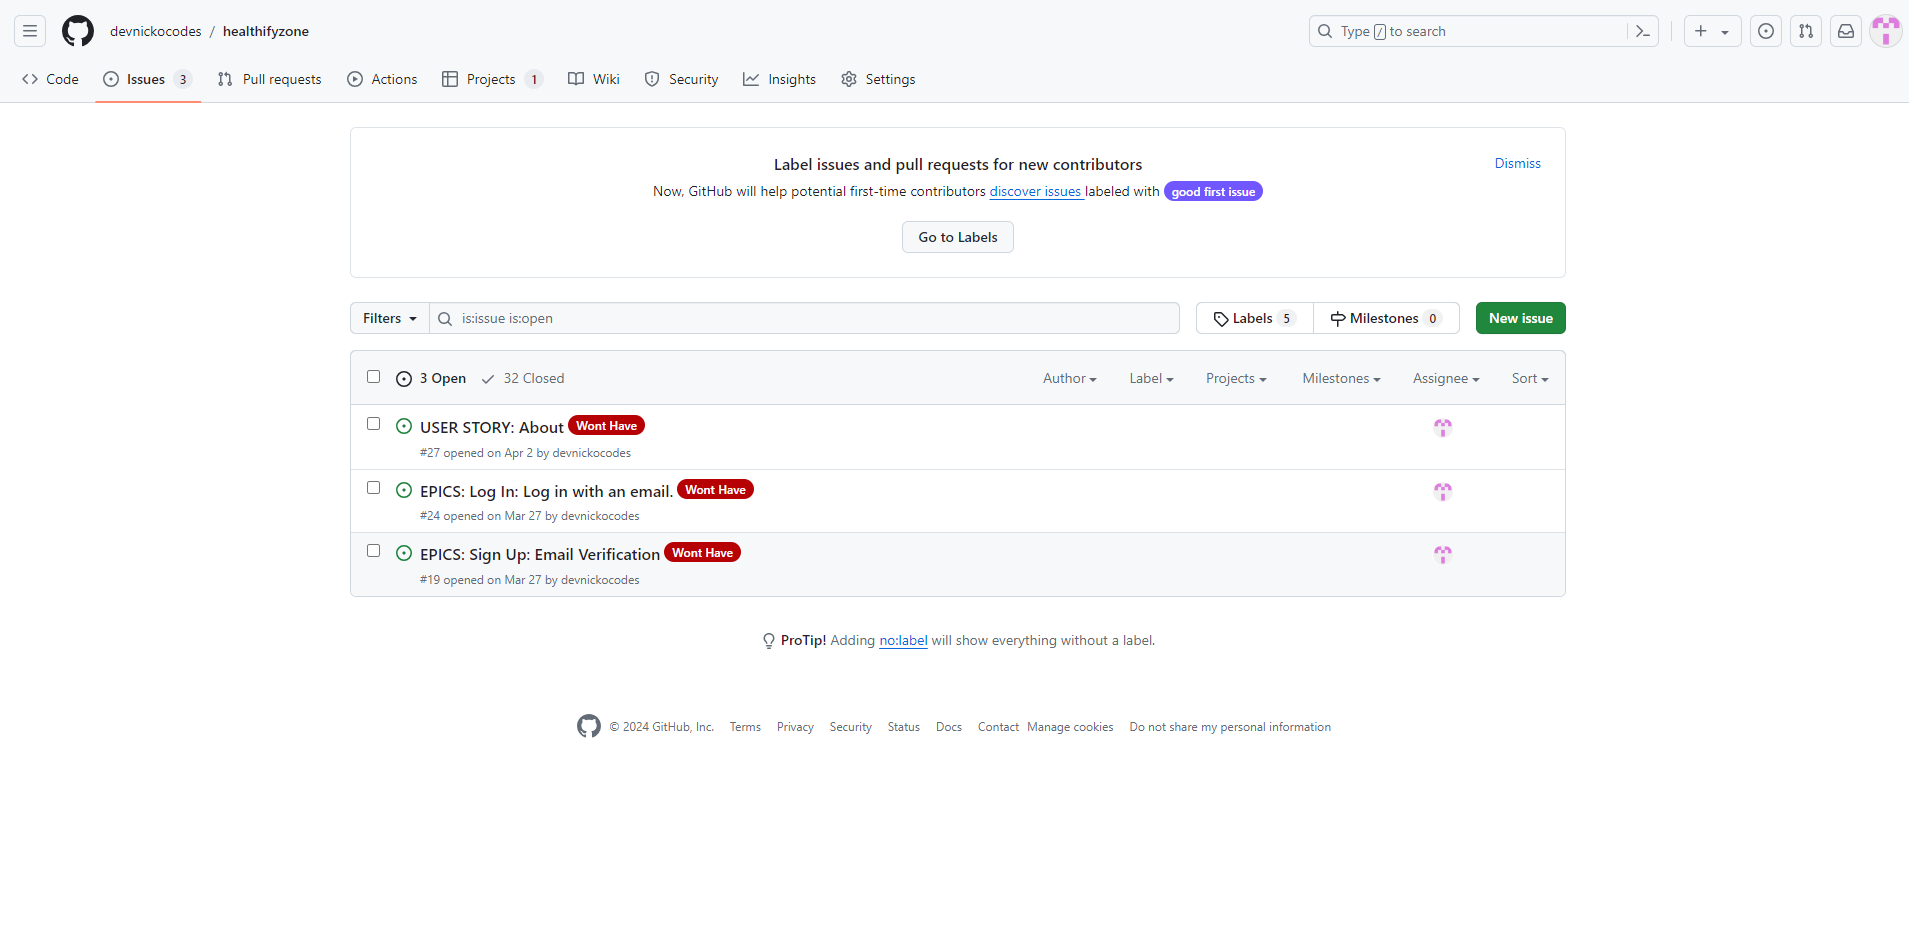 devnickocodes / healthifyzone
Type / to search
Code Issues 3 Pull requests Actions Projects 1 Wiki Security Insights Settings
Label issues and pull requests for new contributors
Dismiss
Now, GitHub will help potential first-time contributors discover issues labeled with good first issue
Go to Labels
Filters is:issue is:open Labels 5 Milestones 0 New issue
3 Open 32 Closed Author Label Projects Milestones Assignee Sort
USER STORY: About Wont Have
#27 opened on Apr 2 by devnickocodes
EPICS: Log In: Log in with an email. Wont Have
#24 opened on Mar 27 by devnickocodes
EPICS: Sign Up: Email Verification Wont Have
#19 opened on Mar 27 by devnickocodes
ProTip! Adding no:label will show everything without a label.
© 2024 GitHub, Inc. Terms Privacy Security Status Docs Contact Manage cookies Do not share my personal information